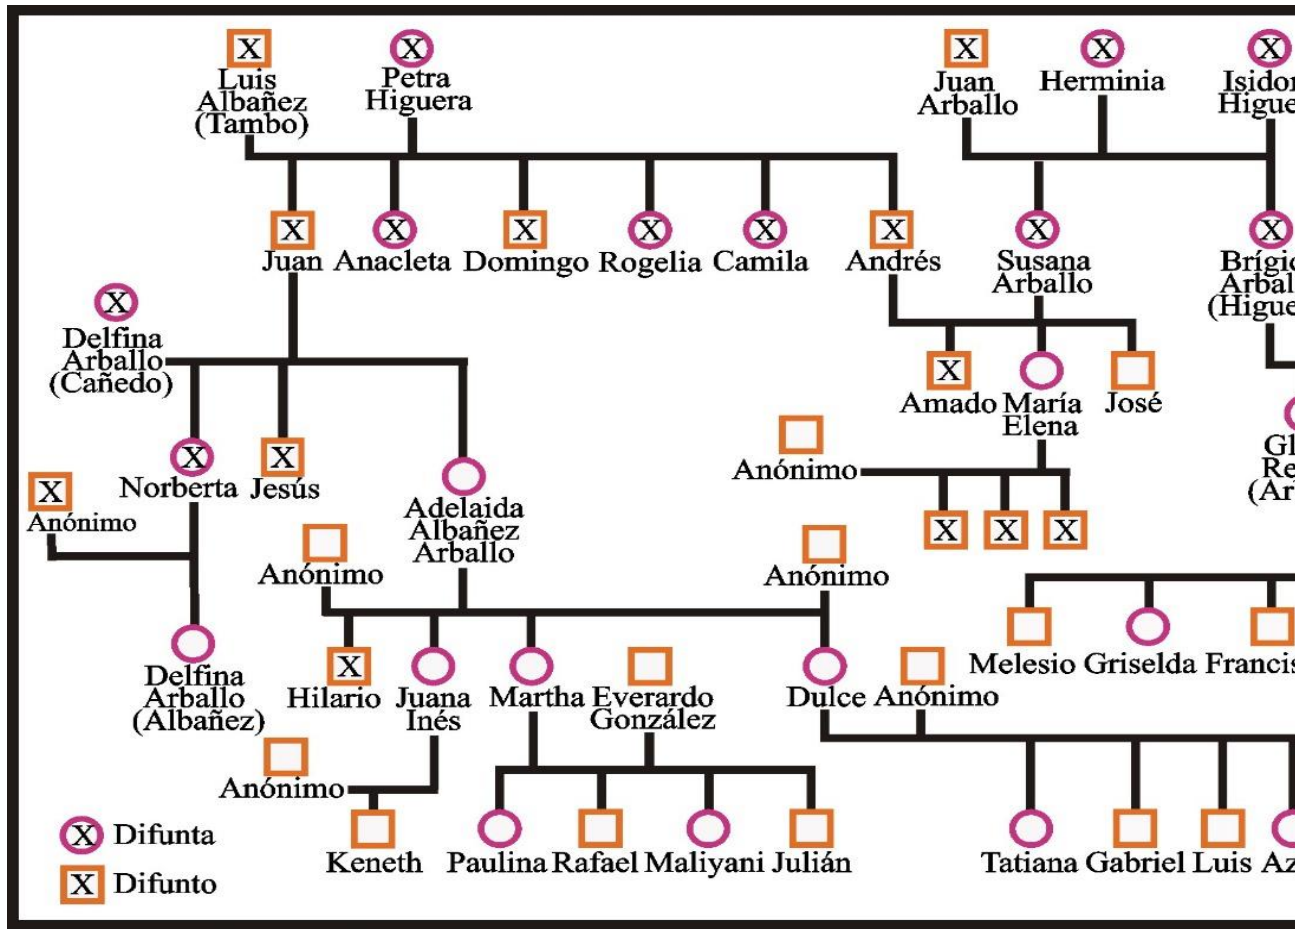 X
X
X
X
X
Luis
Albañez
(Tambo)
Petra
Higuera
Juan
Arballo
Herminia
X
X
X
X
X
X
X
X
Juan
Anacleta
Domingo
Rogelia
Camila
Andrés
Susana
Arballo
X
Delfina
Arballo
(Cañedo)
X
Amado
María
Elena
José
X
X
Norberta
Jesús
X
Anónimo
Anónimo
Adelaida
Albañez
Arballo
X
X
X
Anónimo
Anónimo
Delfina
Arballo
(Albañez)
X
Hilario
Juana
Inés
Martha
Everardo
González
Dulce
Anónimo
Melesio
Griselda
Anónimo
Keneth
Paulina
Rafael
Maliyani
Julián
Tatiana
Gabriel
Luis
X
Difunta
X
Difunto